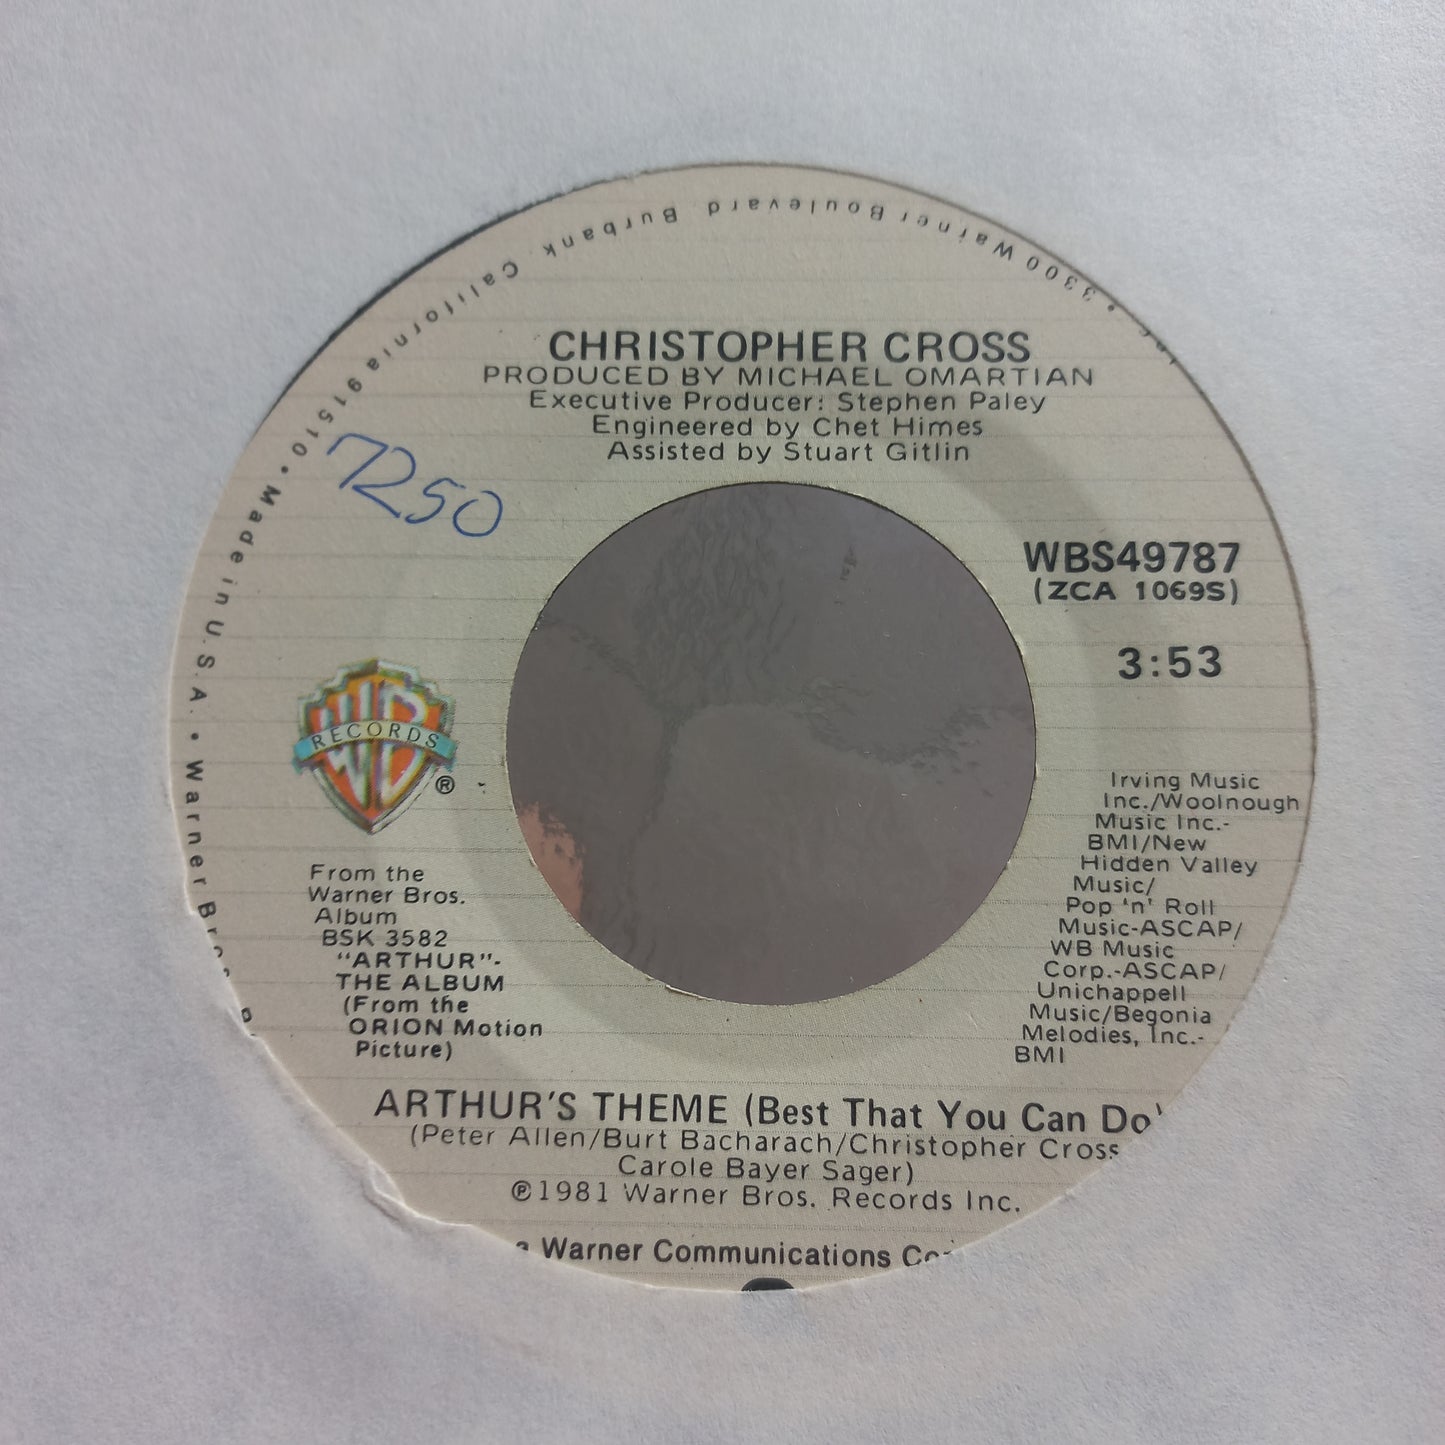 3300 Warner Boulevard Burbank, California 91510 • Made in U.S.A. • Warner
CHRISTOPHER CROSS
PRODUCED BY MICHAEL OMARTIAN
Executive Producer: Stephen Paley
Engineered by Chet Himes
Assisted by Stuart Gitlin
7250
WBS49787
(ZCA 1069S)
3:53
WB
RECORDS
®
From the
Warner Bros.
Album
BSK 3582
"ARTHUR"-
THE ALBUM
(From the
ORION Motion
Picture)
Irving Music
Inc./Woolnough
Music Inc.-
BMI/New
Hidden Valley
Music/
Pop 'n' Roll
Music-ASCAP/
WB Music
Corp.-ASCAP/
Unichappell
Music/Begonia
Melodies, Inc.-
BMI
ARTHUR'S THEME (Best That You Can Do
(Peter Allen/Burt Bacharach/Christopher Cross
Carole Bayer Sager)
℗1981 Warner Bros. Records Inc.
a Warner Communications